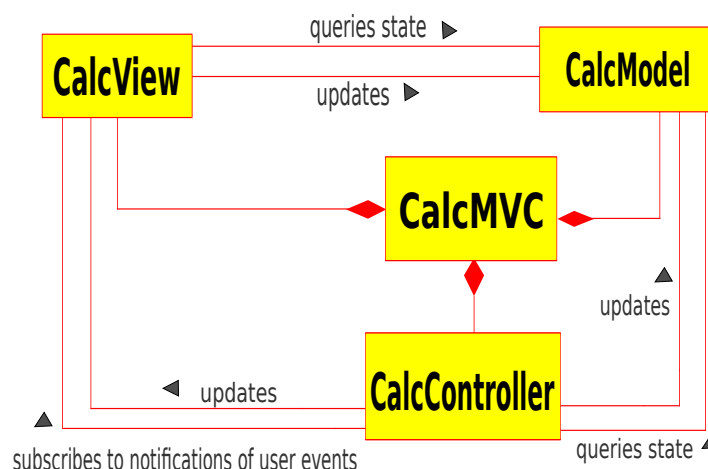 queries state
CalcView
CalcModel
updates
CalcMVC
updates
CalcController
updates
queries state
subscribes to notifications of user events